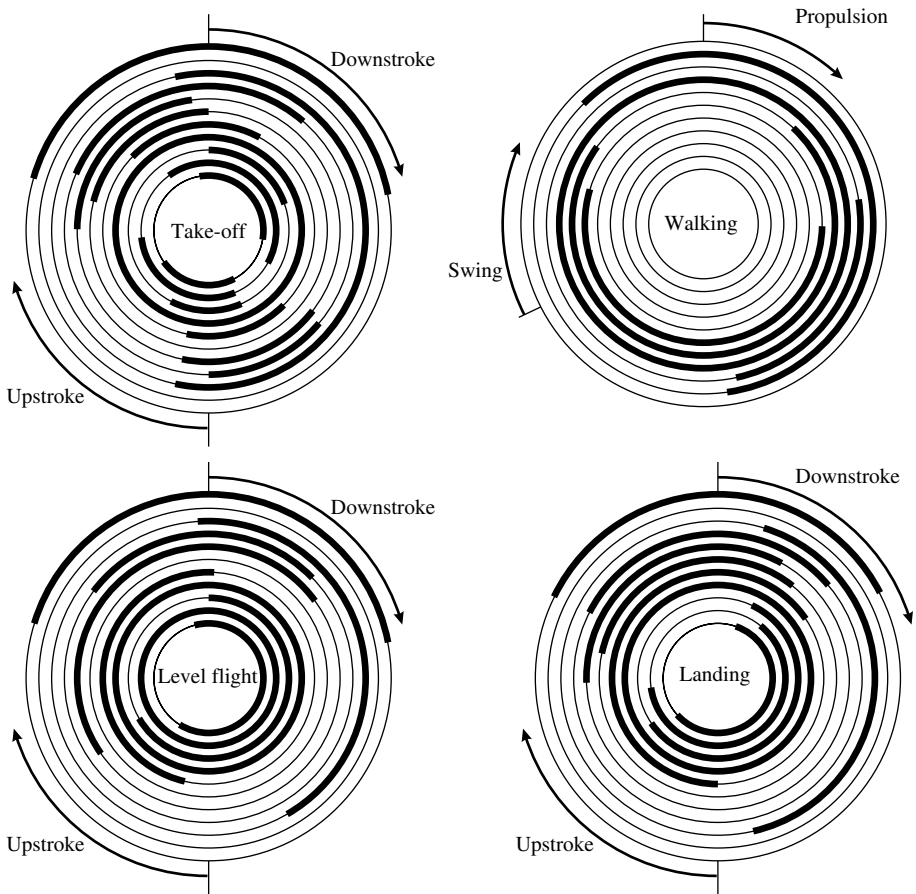 Downstroke
Take-off
Upstroke
Propulsion
Walking
Swing
Downstroke
Level flight
Upstroke
Downstroke
Landing
Upstroke